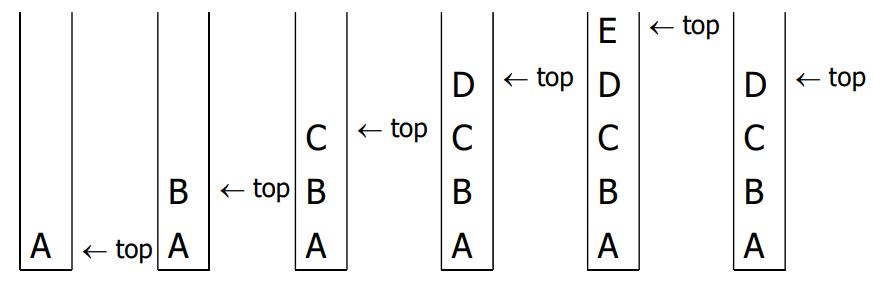 E ← top
D ← top D D ← top
C ← top C C C
B ← top B B B B
A ← top A A A A A